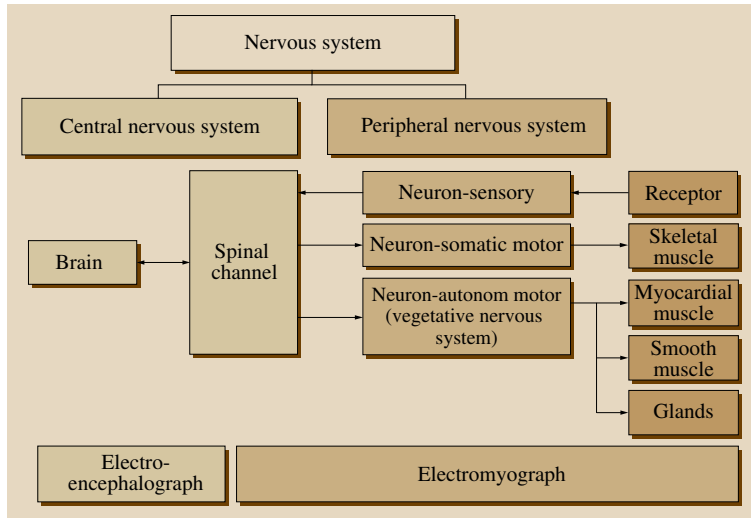 Nervous system
Central nervous system
Peripheral nervous system
Neuron-sensory
Receptor
Brain
Spinal
channel
Neuron-somatic motor
Skeletal
muscle
Neuron-autonom motor
(vegetative nervous
system)
Myocardial
muscle
Smooth
muscle
Glands
Electro-
encephalograph
Electromyograph